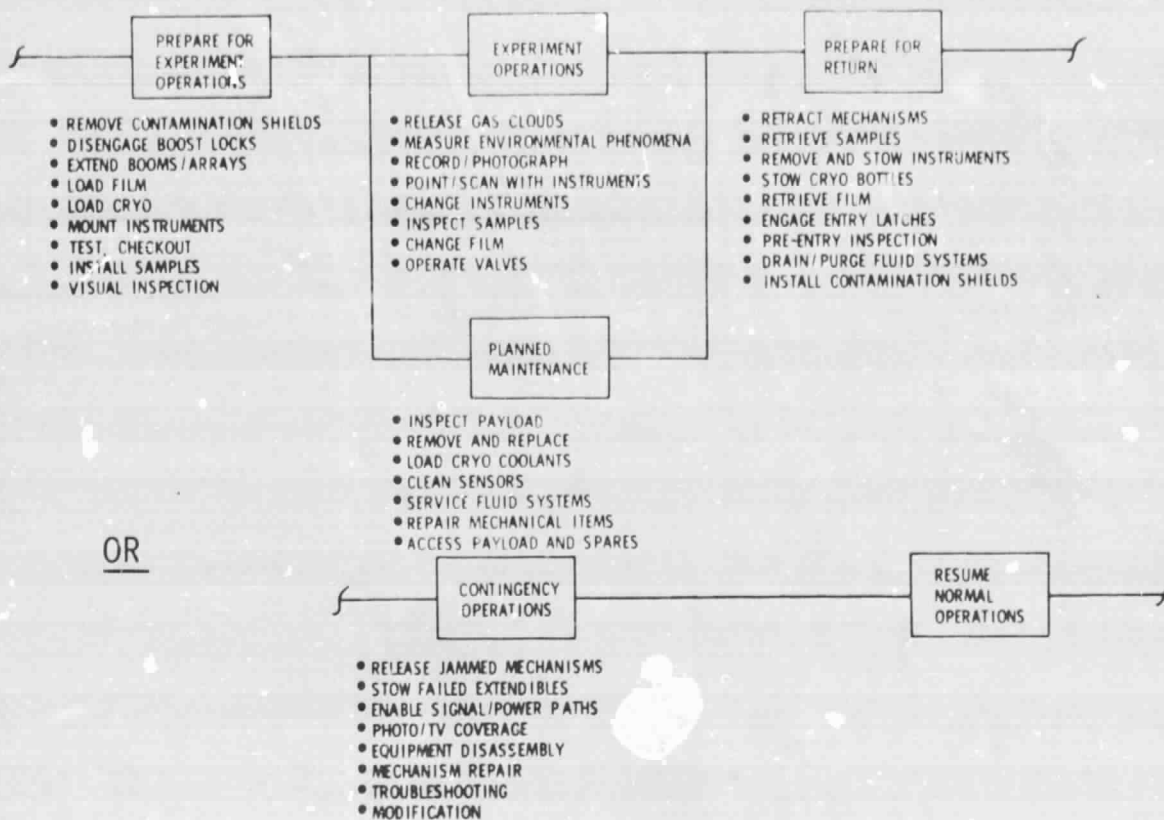 PREPARE FOR
EXPERIMENT
OPERATIONS
EXPERIMENT
OPERATIONS
PREPARE FOR
RETURN
• REMOVE CONTAMINATION SHIELDS
• DISENGAGE BOOST LOCKS
• EXTEND BOOMS/ARRAYS
• LOAD FILM
• LOAD CRYO
• MOUNT INSTRUMENTS
• TEST, CHECKOUT
• INSTALL SAMPLES
• VISUAL INSPECTION
• RELEASE GAS CLOUDS
• MEASURE ENVIRONMENTAL PHENOMENA
• RECORD/PHOTOGRAPH
• POINT/SCAN WITH INSTRUMENTS
• CHANGE INSTRUMENTS
• INSPECT SAMPLES
• CHANGE FILM
• OPERATE VALVES
• RETRACT MECHANISMS
• RETRIEVE SAMPLES
• REMOVE AND STOW INSTRUMENTS
• STOW CRYO BOTTLES
• RETRIEVE FILM
• ENGAGE ENTRY LATCHES
• PRE-ENTRY INSPECTION
• DRAIN/PURGE FLUID SYSTEMS
• INSTALL CONTAMINATION SHIELDS
PLANNED
MAINTENANCE
• INSPECT PAYLOAD
• REMOVE AND REPLACE
• LOAD CRYO COOLANTS
• CLEAN SENSORS
• SERVICE FLUID SYSTEMS
• REPAIR MECHANICAL ITEMS
• ACCESS PAYLOAD AND SPARES
OR
CONTINGENCY
OPERATIONS
RESUME
NORMAL
OPERATIONS
• RELEASE JAMMED MECHANISMS
• STOW FAILED EXTENDIBLES
• ENABLE SIGNAL/POWER PATHS
• PHOTO/TV COVERAGE
• EQUIPMENT DISASSEMBLY
• MECHANISM REPAIR
• TROUBLESHOOTING
• MODIFICATION